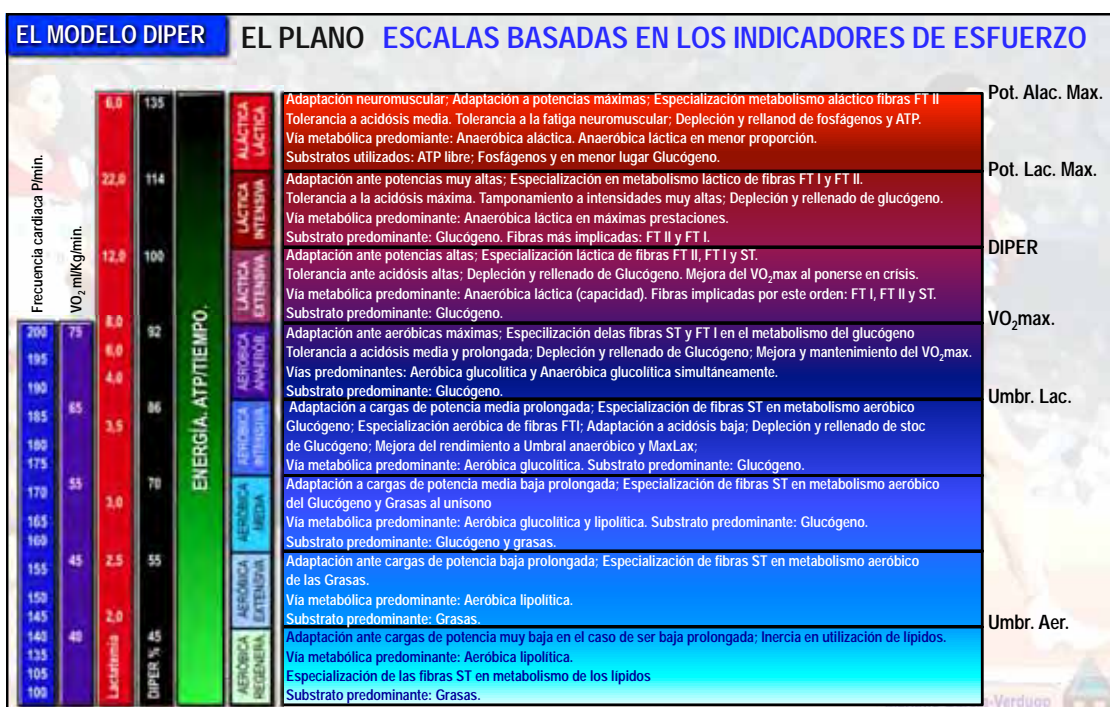 EL MODELO DIPER
EL PLANO ESCALAS BASADAS EN LOS INDICADORES DE ESFUERZO
Frecuencia cardiaca P/min.
200
195
190
185
180
175
170
165
160
155
150
145
140
135
105
100
VO2 ml/Kg/min.
75
65
55
45
40
6,0
22,0
12,0
8,0
6,0
4,0
3,5
3,0
2,5
2,0
Lactatemia
135
114
100
92
86
70
55
45
DIPER %
ENERGÍA. ATP/TIEMPO.
ALÁCTICA
LÁCTICA
Adaptación neuromuscular; Adaptación a potencias máximas; Especialización metabolismo aláctico fibras FT II
Tolerancia a acidósis media. Tolerancia a la fatiga neuromuscular; Depleción y rellanod de fosfágenos y ATP.
Vía metabólica predomiante: Anaeróbica aláctica. Anaeróbica láctica en menor proporción.
Substratos utilizados: ATP libre; Fosfágenos y en menor lugar Glucógeno.
LÁCTICA
INTENSIVA
Adaptación ante potencias muy altas; Especialización en metabolismo láctico de fibras FT I y FT II.
Tolerancia a la acidósis máxima. Tamponamiento a intensidades muy altas; Depleción y rellenado de glucógeno.
Vía metabólica predominante: Anaeróbica láctica en máximas prestaciones.
Substrato predominante: Glucógeno. Fibras más implicadas: FT II y FT I.
LÁCTICA
EXTENSIVA
Adaptación ante potencias altas; Especialización láctica de fibras FT II, FT I y ST.
Tolerancia ante acidósis altas; Depleción y rellenado de Glucógeno. Mejora del VO2max al ponerse en crisis.
Vía metabólica predominante: Anaeróbica láctica (capacidad). Fibras implicadas por este orden: FT I, FT II y ST.
Substrato predominante: Glucógeno.
AERÓBICA
ANAERÓB.
Adaptación ante aeróbicas máximas; Especilización delas fibras ST y FT I en el metabolismo del glucógeno
Tolerancia a acidósis media y prolongada; Depleción y rellenado de Glucógeno; Mejora y mantenimiento del VO2max.
Vías predominantes: Aeróbica glucolítica y Anaeróbica glucolítica simultáneamente.
Substrato predominante: Glucógeno.
AERÓBICA
INTENSIVA
Adaptación a cargas de potencia media prolongada; Especialización de fibras ST en metabolismo aeróbico
Glucógeno; Especialización aeróbica de fibras FTI; Adaptación a acidósis baja; Depleción y rellenado de stoc
de Glucógeno; Mejora del rendimiento a Umbral anaeróbico y MaxLax;
Vía metabólica predominante: Aeróbica glucolítica. Substrato predominante: Glucógeno.
AERÓBICA
MEDIA
Adaptación a cargas de potencia media baja prolongada; Especialización de fibras ST en metabolismo aeróbico
del Glucógeno y Grasas al unísono
Vía metabólica predominante: Aeróbica glucolítica y lipolítica. Substrato predominante: Glucógeno.
Substrato predominante: Glucógeno y grasas.
AERÓBICA
EXTENSIVA
Adaptación ante cargas de potencia baja prolongada; Especialización de fibras ST en metabolismo aeróbico
de las Grasas.
Vía metabólica predominante: Aeróbica lipolítica.
Substrato predominante: Grasas.
AERÓBICA
REGENERA
Adaptación ante cargas de potencia muy baja en el caso de ser baja prolongada; Inercia en utilización de lípidos.
Vía metabólica predominante: Aeróbica lipolítica.
Especialización de las fibras ST en metabolismo de los lípidos
Substrato predominante: Grasas.
Pot. Alac. Max.
Pot. Lac. Max.
DIPER
VO2max.
Umbr. Lac.
Umbr. Aer.
-Verdugo